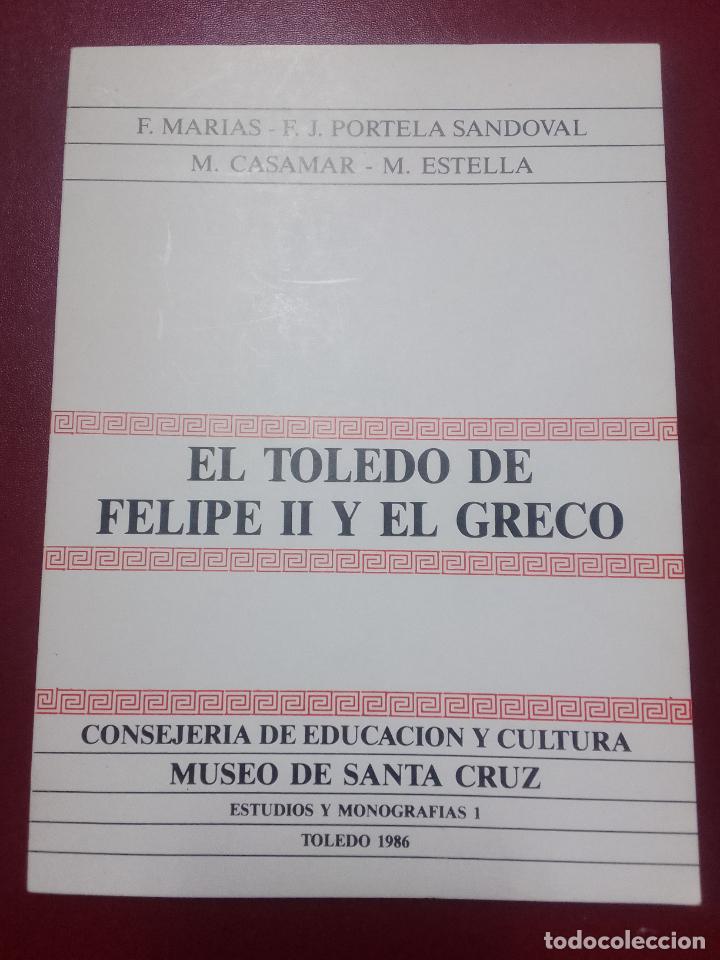 F. MARIAS - F. J. PORTELA SANDOVAL
M. CASAMAR - M. ESTELLA
EL TOLEDO DE
FELIPE II Y EL GRECO
CONSEJERIA DE EDUCACION Y CULTURA
MUSEO DE SANTA CRUZ
ESTUDIOS Y MONOGRAFIAS 1
TOLEDO 1986
todocoleccion